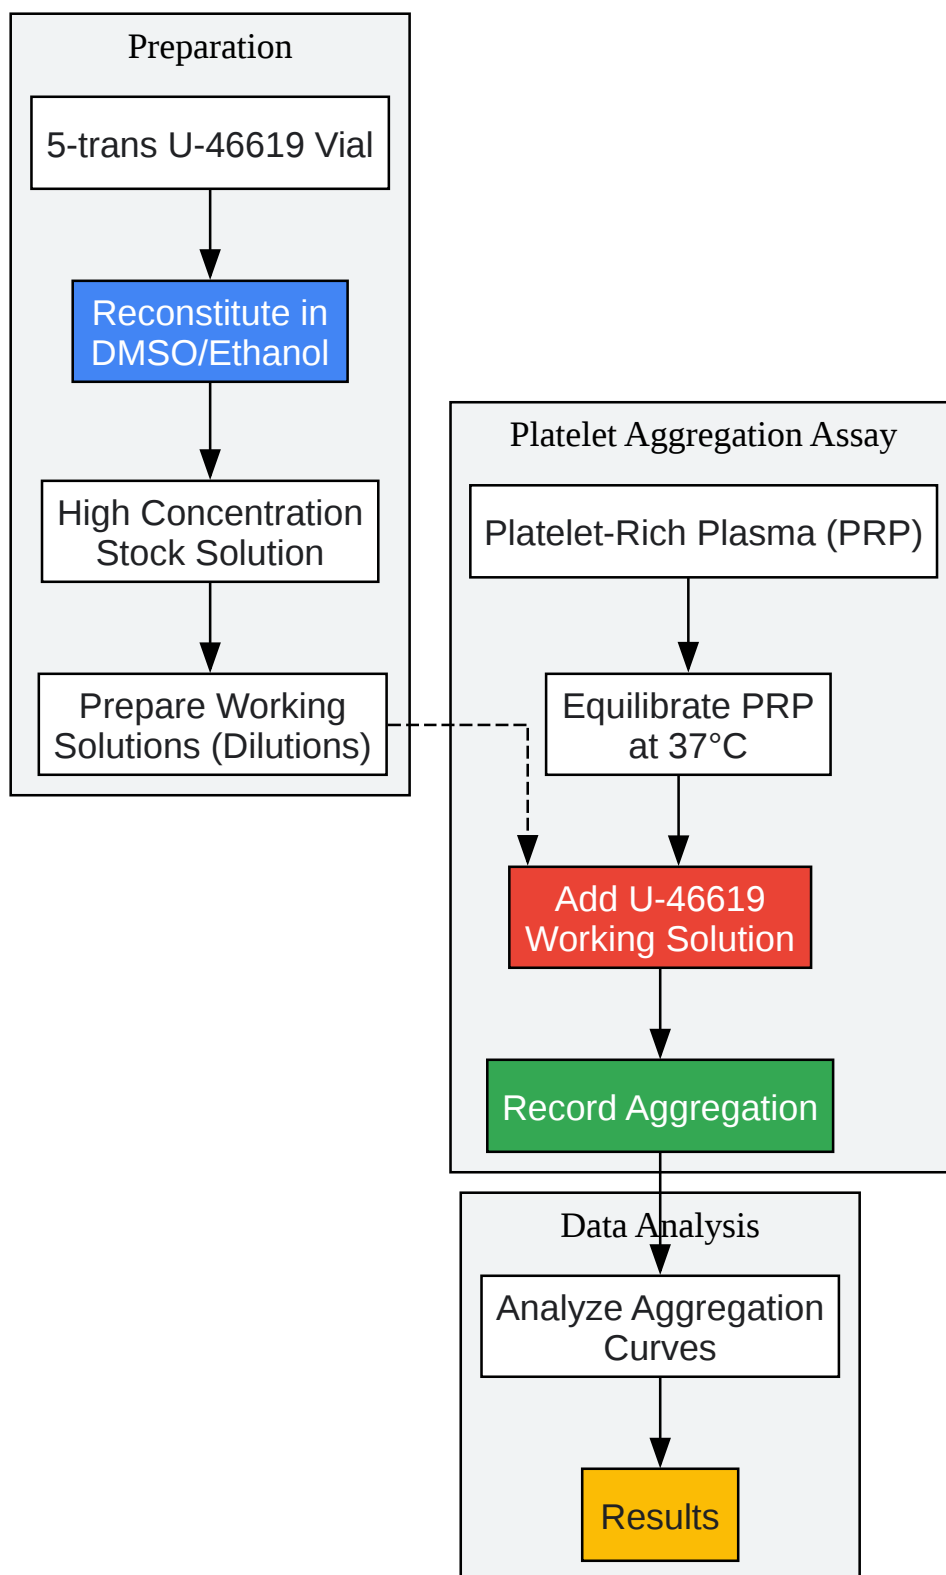 Preparation
5-trans U-46619 Vial
Reconstitute in
DMSO/Ethanol
High Concentration
Stock Solution
Prepare Working
Solutions (Dilutions)
Platelet Aggregation Assay
Platelet-Rich Plasma (PRP)
Equilibrate PRP
at 37°C
Add U-46619
Working Solution
Record Aggregation
Data Analysis
Analyze Aggregation
Curves
Results